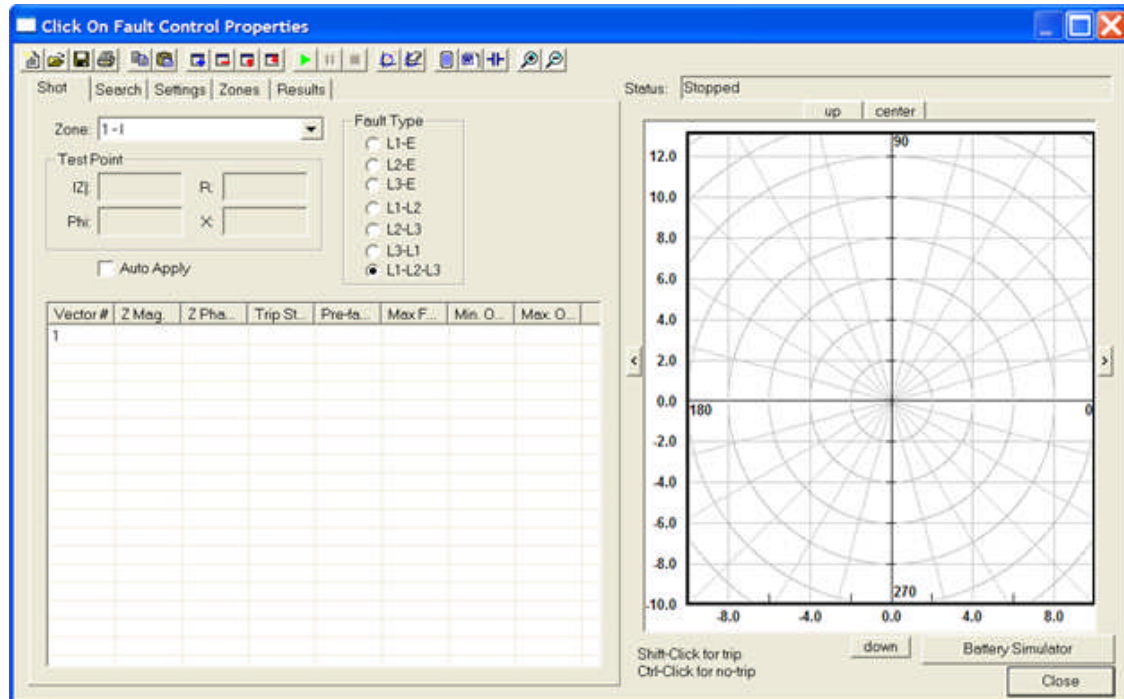 Click On Fault Control Properties
Shot Search Settings Zones Results
Zone: 1 - I
Test Point
|Z|: R:
Phi: X:
Auto Apply
Fault Type
L1-E
L2-E
L3-E
L1-L2
L2-L3
L3-L1
L1-L2-L3
Vector # Z Mag. Z Pha... Trip St... Pre-fa... Max F... Min. O... Max. O...
1
Status: Stopped
up center
90
12.0
10.0
8.0
6.0
4.0
2.0
<
>
0.0
180
0
-2.0
-4.0
-6.0
-8.0
270
-10.0
-8.0 -4.0 0.0 4.0 8.0
Shift-Click for trip
Ctrl-Click for no-trip
down
Battery Simulator
Close